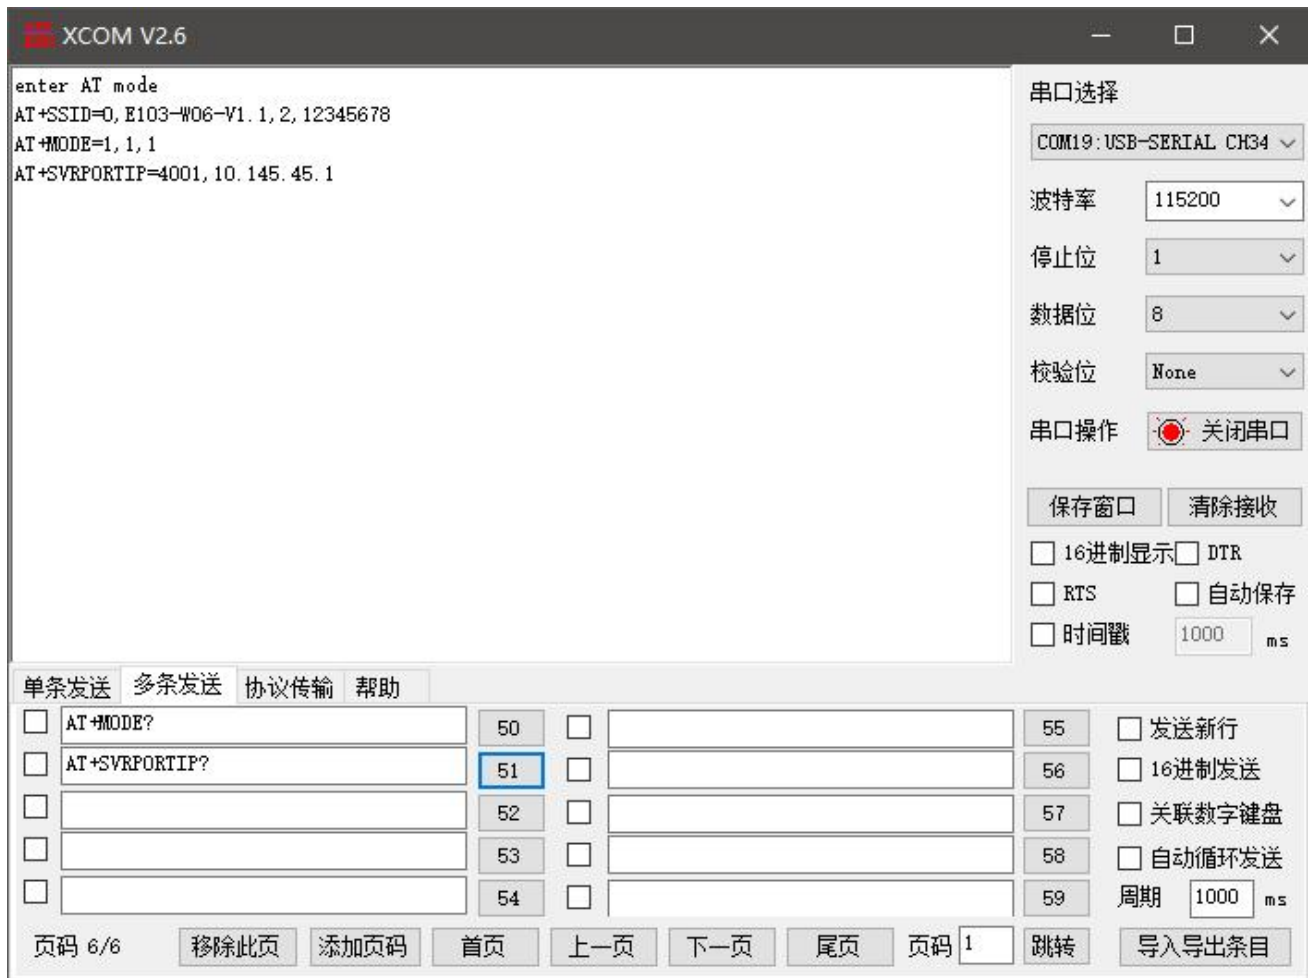 XCOM V2.6
enter AT mode
AT+SSID=0,E103-W06-V1.1,2,12345678
AT+MODE=1,1,1
AT+SVRPORTIP=4001,10.145.45.1
串口选择
COM19:USB-SERIAL CH34
波特率 115200
停止位 1
数据位 8
校验位 None
串口操作 关闭串口
保存窗口 清除接收
16进制显示 DTR
RTS 自动保存
时间戳 1000 ms
单条发送 多条发送 协议传输 帮助
AT+MODE? 50 55 发送新行
AT+SVRPORTIP? 51 56 16进制发送
52 57 关联数字键盘
53 58 自动循环发送
54 59 周期 1000 ms
页码 6/6 移除此页 添加页码 首页 上一页 下一页 尾页 页码 1 跳转 导入导出条目